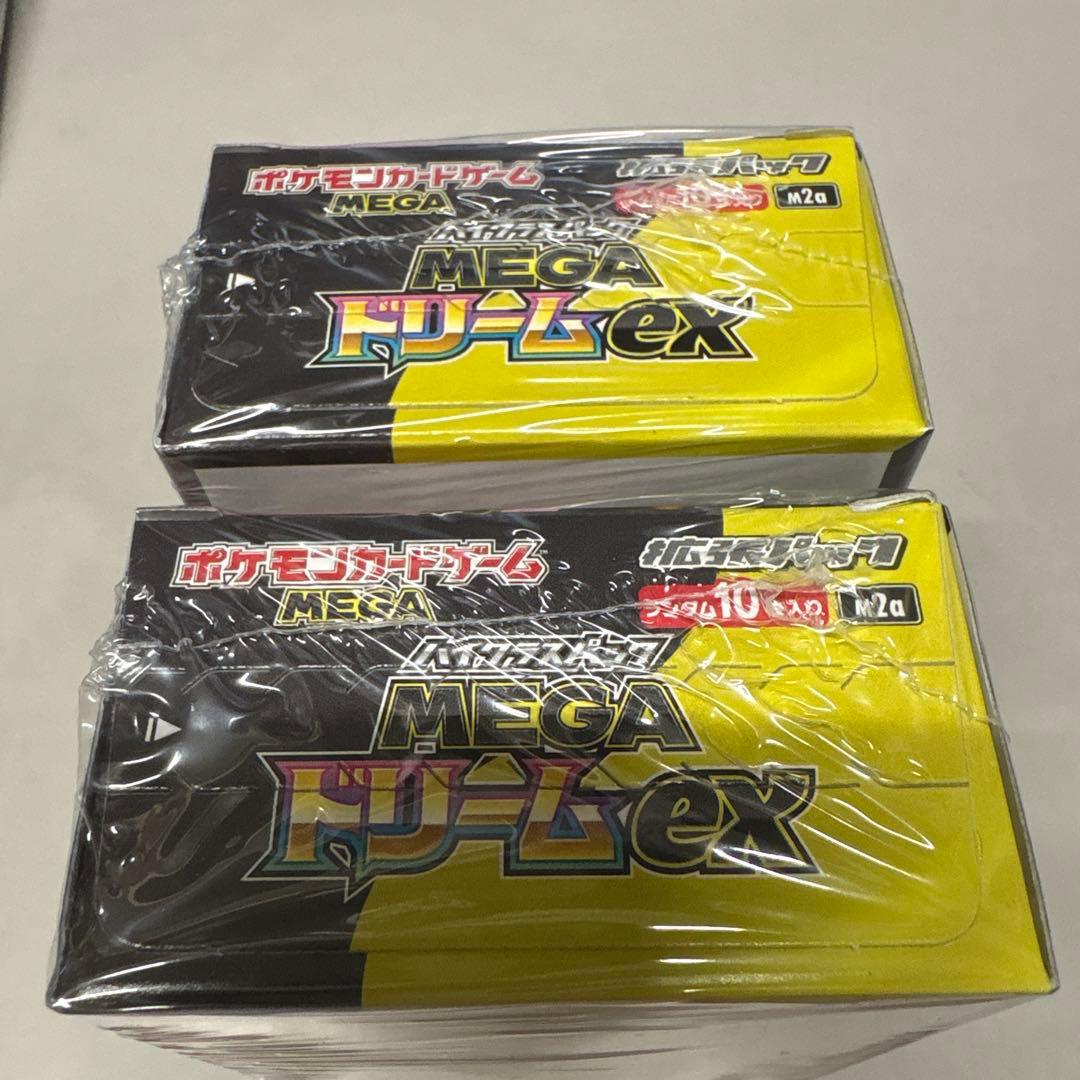 ポケモンカードゲーム
MEGA
拡張パック
M2a
ハイクラスパック
MEGA
ドリームex
ポケモンカードゲーム
MEGA
拡張パック
ランダム10枚入り
M2a
ハイクラスパック
MEGA
ドリームex